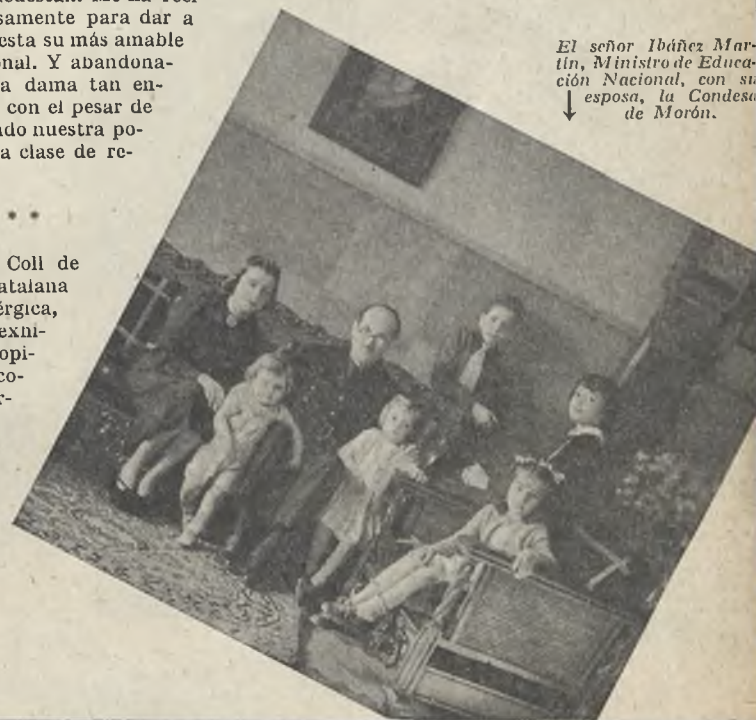 samente para dar a
esta su más amable
onal. Y abandona-
a dama tan en-
con el pesar de
ado nuestra po-
a clase de re-
* *
Coll de
atalana
érgica,
exhi-
opi-
co-
r-
El señor Ibáñez Mar-
tín, Ministro de Educa-
ción Nacional, con su
↓ esposa, la Condesa
de Morón.